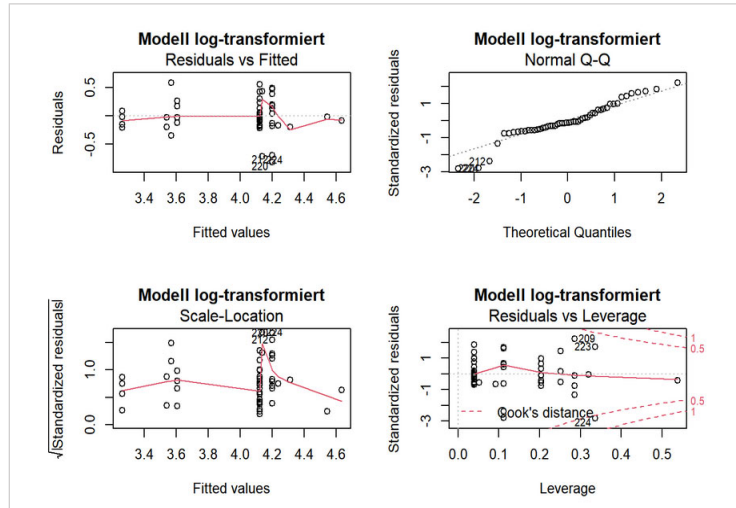 Modell log-transformiert
Residuals vs Fitted
Residuals
0.5
-0.5
220
3.4 3.6 3.8 4.0 4.2 4.4 4.6
Fitted values
Modell log-transformiert
Normal Q-Q
Standardized residuals
1
-1
-3
212
-2 -1 0 1 2
Theoretical Quantiles
Modell log-transformiert
Scale-Location
√|Standardized residuals|
1.0
0.0
212
3.4 3.6 3.8 4.0 4.2 4.4 4.6
Fitted values
Modell log-transformiert
Residuals vs Leverage
Standardized residuals
1
-1
-3
209
223
224
Cook's distance
1
0.5
0.5
1
0.0 0.1 0.2 0.3 0.4 0.5
Leverage